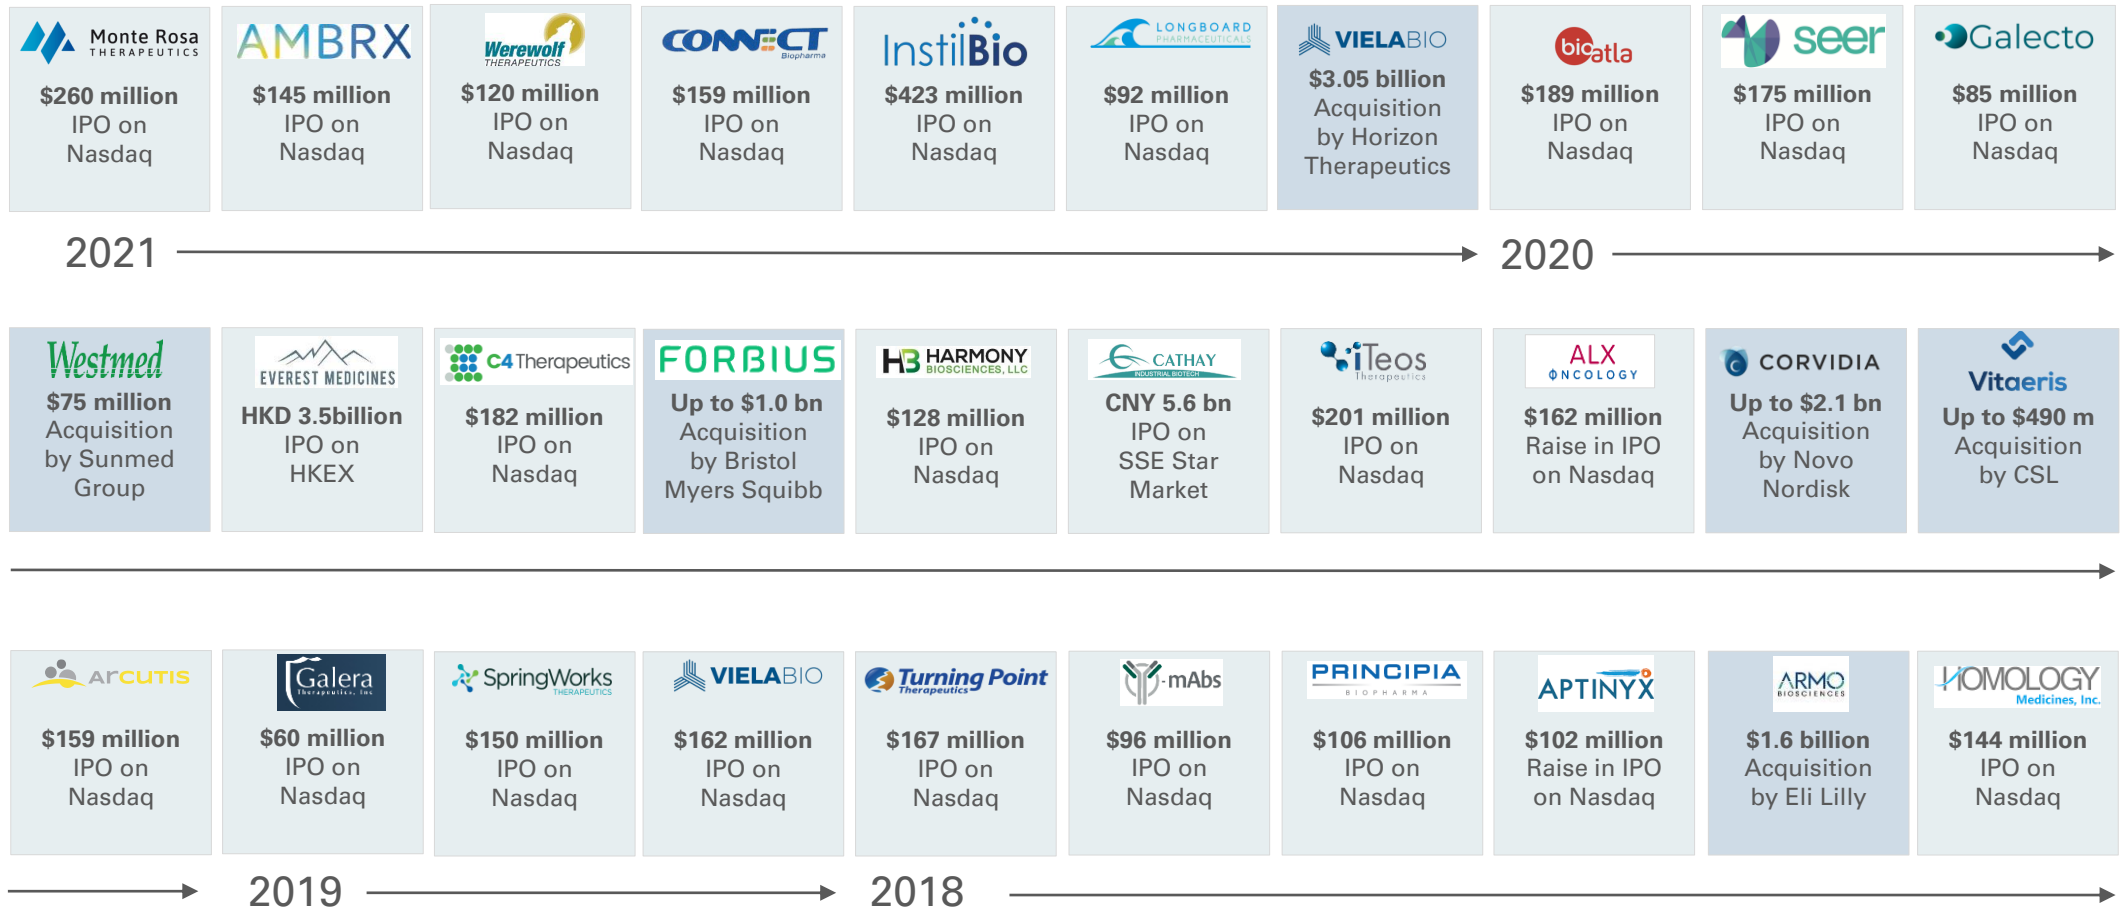 Monte Rosa
THERAPEUTICS
$260 million
IPO on
Nasdaq
AMBRX
$145 million
IPO on
Nasdaq
Werewolf
THERAPEUTICS
$120 million
IPO on
Nasdaq
CONNECT
Biopharma
$159 million
IPO on
Nasdaq
InstilBio
$423 million
IPO on
Nasdaq
LONGBOARD
PHARMACEUTICALS
$92 million
IPO on
Nasdaq
VIELABIO
$3.05 billion
Acquisition
by Horizon
Therapeutics
bioatla
$189 million
IPO on
Nasdaq
seer
$175 million
IPO on
Nasdaq
Galecto
$85 million
IPO on
Nasdaq
2021
2020
Westmed
$75 million
Acquisition
by Sunmed
Group
EVEREST MEDICINES
HKD 3.5billion
IPO on
HKEX
C4 Therapeutics
$182 million
IPO on
Nasdaq
FORBIUS
Up to $1.0 bn
Acquisition
by Bristol
Myers Squibb
HB HARMONY
BIOSCIENCES, LLC
$128 million
IPO on
Nasdaq
CATHAY
INDUSTRIAL BIOTECH
CNY 5.6 bn
IPO on
SSE Star
Market
iTeos
Therapeutics
$201 million
IPO on
Nasdaq
ALX
ONCOLOGY
$162 million
Raise in IPO
on Nasdaq
CORVIDIA
Up to $2.1 bn
Acquisition
by Novo
Nordisk
Vitaeris
Up to $490 m
Acquisition
by CSL
ARCUTIS
$159 million
IPO on
Nasdaq
Galera
Therapeutics, Inc
$60 million
IPO on
Nasdaq
SpringWorks
THERAPEUTICS
$150 million
IPO on
Nasdaq
VIELABIO
$162 million
IPO on
Nasdaq
Turning Point
Therapeutics
$167 million
IPO on
Nasdaq
Y-mAbs
$96 million
IPO on
Nasdaq
PRINCIPIA
BIOPHARMA
$106 million
IPO on
Nasdaq
APTINYX
$102 million
Raise in IPO
on Nasdaq
ARMO
BIOSCIENCES
$1.6 billion
Acquisition
by Eli Lilly
HOMOLOGY
Medicines, Inc.
$144 million
IPO on
Nasdaq
2019
2018